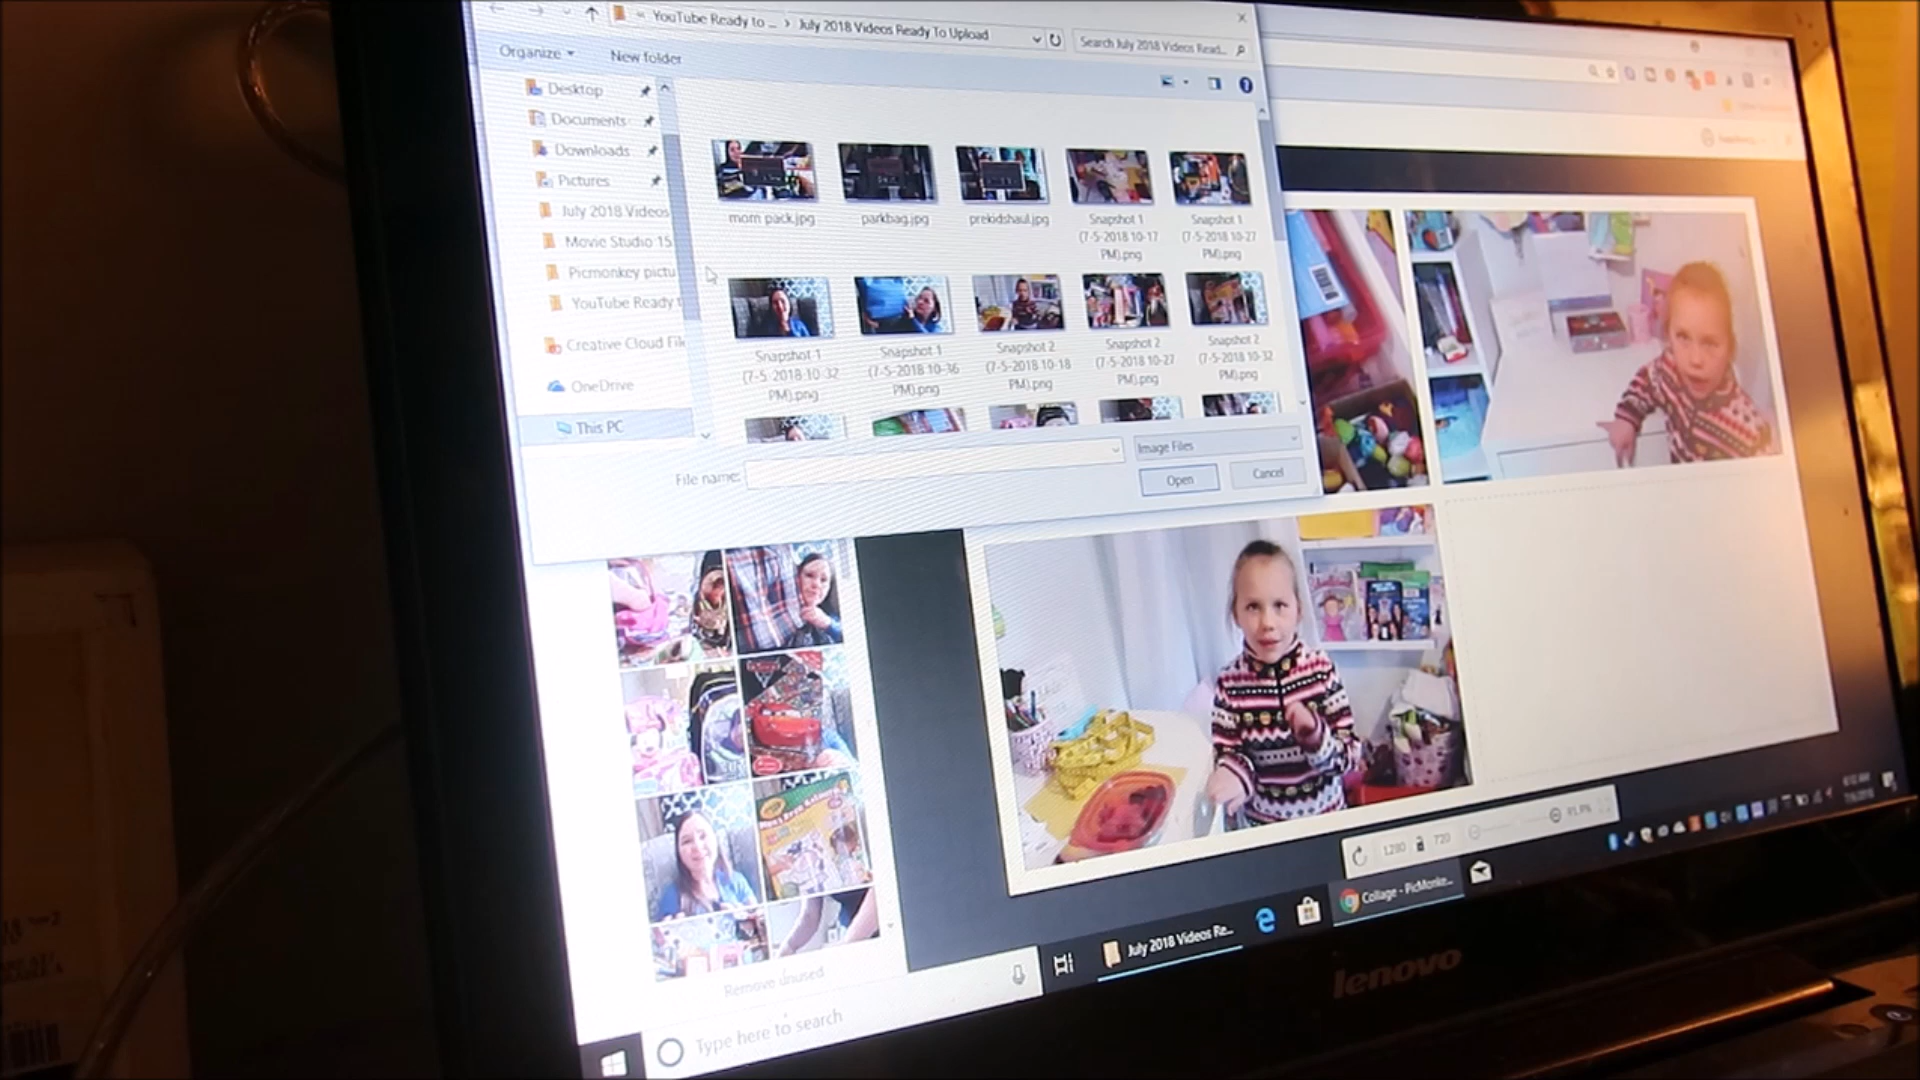 « YouTube Ready to ... › July 2018 Videos Ready To Upload
Search July 2018 Videos Read...
Organize
New folder
Desktop
Documents
Downloads
Pictures
July 2018 Videos
Movie Studio 15
Picmonkey pictu
YouTube Ready t
Creative Cloud Fil
OneDrive
This PC
mom pack.jpg
parkbag.jpg
prekidshaul.jpg
Snapshot 1
(7-5-2018 10-17
PM).png
Snapshot 1
(7-5-2018 10-27
PM).png
Snapshot 1
(7-5-2018 10-32
PM).png
Snapshot 1
(7-5-2018 10-36
PM).png
Snapshot 2
(7-5-2018 10-18
PM).png
Snapshot 2
(7-5-2018 10-27
PM).png
Snapshot 2
(7-5-2018 10-32
PM).png
File name:
Image Files
Open
Cancel
Remove unused
1280
720
91.8%
Type here to search
July 2018 Videos Re...
Collage - PicMonke...
lenovo